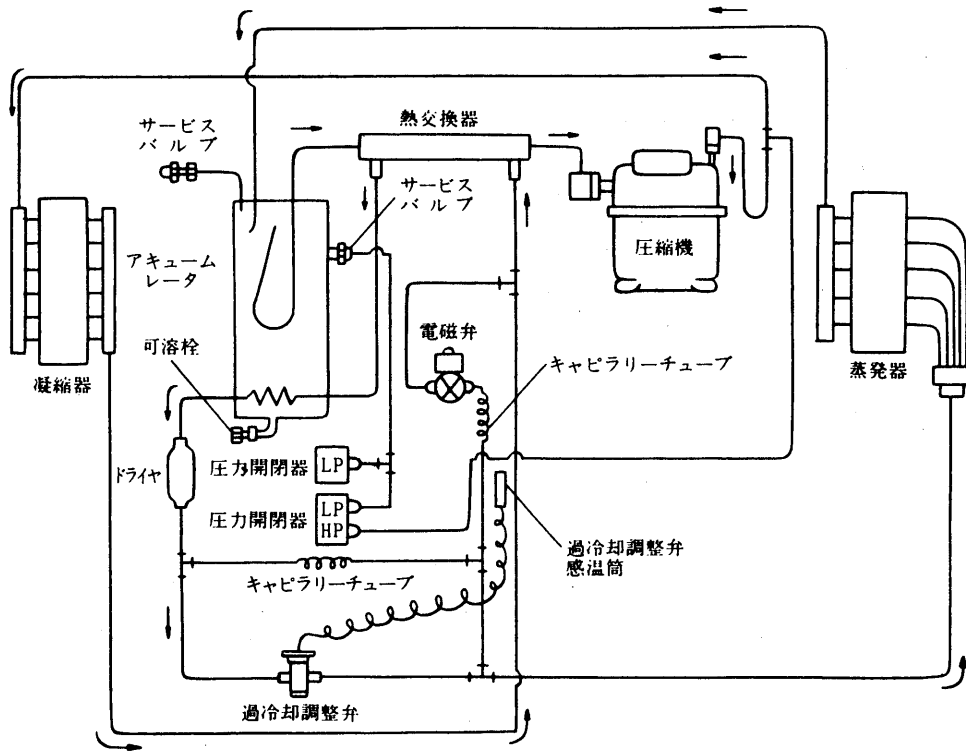 サービス
バルブ
熱交換器
サービス
バルブ
圧縮機
アキューム
レータ
電磁弁
可溶栓
キャピラリーチューブ
凝縮器
蒸発器
ドライヤ
圧力開閉器
LP
圧力開閉器
LP
HP
過冷却調整弁
感温筒
キャピラリーチューブ
過冷却調整弁